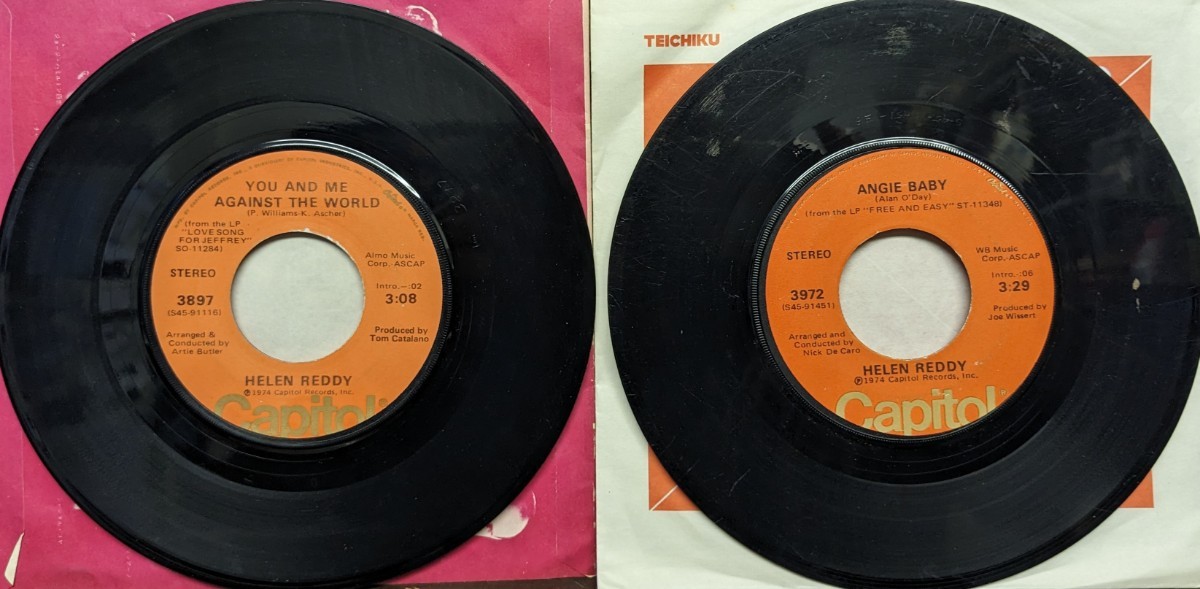 YOU AND ME
AGAINST THE WORLD
(P. Williams-K. Ascher)
(from the LP
"LOVE SONG
FOR JEFFREY"
SO-11284)
STEREO
3897
(S45-91116)
Arranged &
Conducted by
Artie Butler
Almo Music
Corp.-ASCAP
Intro.-:02
3:08
Produced by
Tom Catalano
HELEN REDDY
℗1974 Capitol Records, Inc.
Capitol
TEICHIKU
ANGIE BABY
(Alan O'Day)
(from the LP "FREE AND EASY" ST-11348)
STEREO
3972
(S45-91451)
Arranged and
Conducted by
Nick De Caro
WB Music
Corp.-ASCAP
Intro.-:06
3:29
Produced by
Joe Wissert
HELEN REDDY
℗1974 Capitol Records, Inc.
Capitol